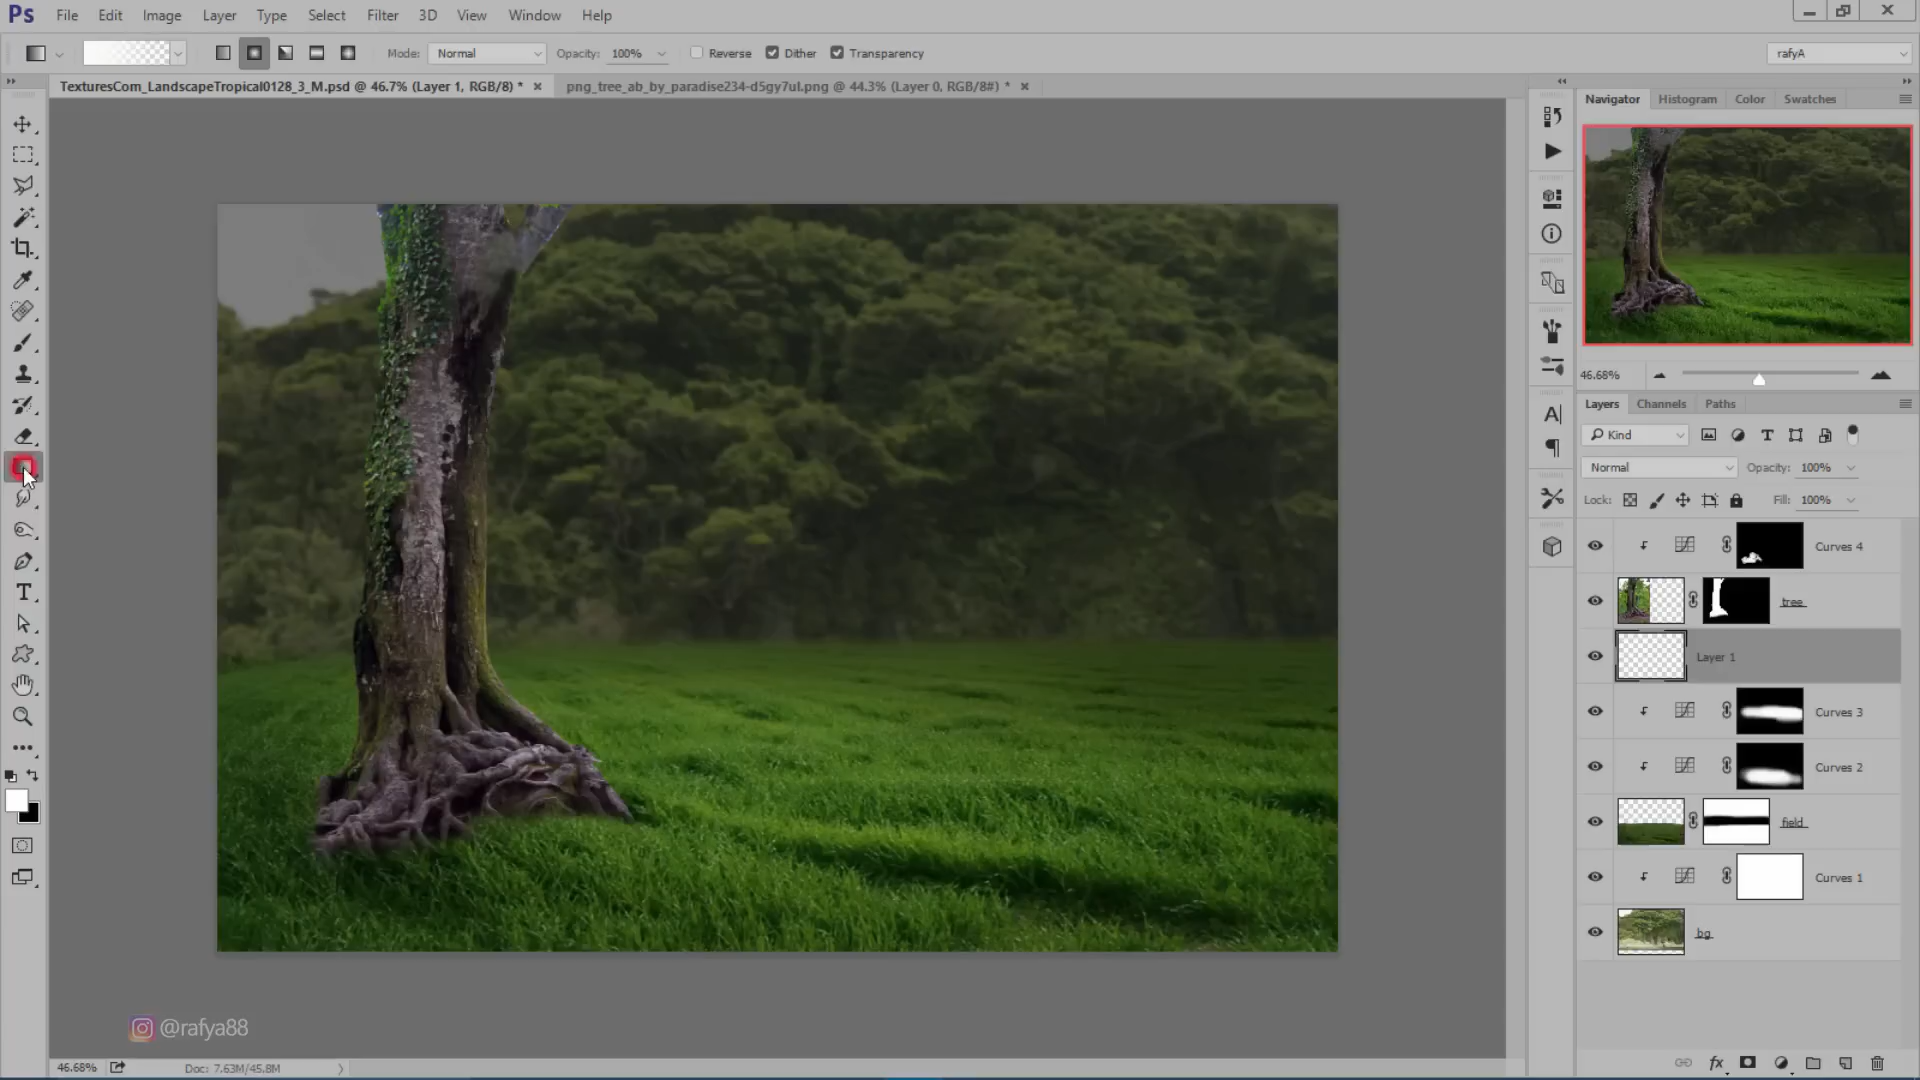 Ps File Edit Image Layer Type Select Filter 3D View Window Help
Mode: Normal Opacity: 100% Reverse Dither Transparency rafyA
TexturesCom_LandscapeTropical0128_3_M.psd @ 46.7% (Layer 1, RGB/8) * × png_tree_ab_by_paradise234-d5gy7ul.png @ 44.3% (Layer 0, RGB/8#) * ×
Navigator Histogram Color Swatches
46.68%
Layers Channels Paths
Kind
Normal Opacity: 100%
Lock: Fill: 100%
Curves 4
tree
Layer 1
Curves 3
Curves 2
field
Curves 1
bg
@rafya88
46.68% Doc: 7.63M/45.8M